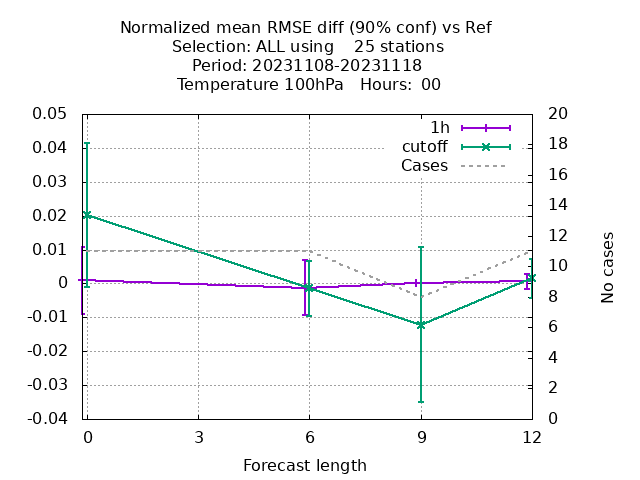 Normalized mean RMSE diff (90% conf) vs Ref
Selection: ALL using    25 stations
Period: 20231108-20231118
Temperature 100hPa   Hours:  00
1h
cutoff
Cases
0.05
0.04
0.03
0.02
0.01
0
-0.01
-0.02
-0.03
-0.04
20
18
16
14
12
10
8
6
4
2
0
No cases
0 3 6 9 12
Forecast length